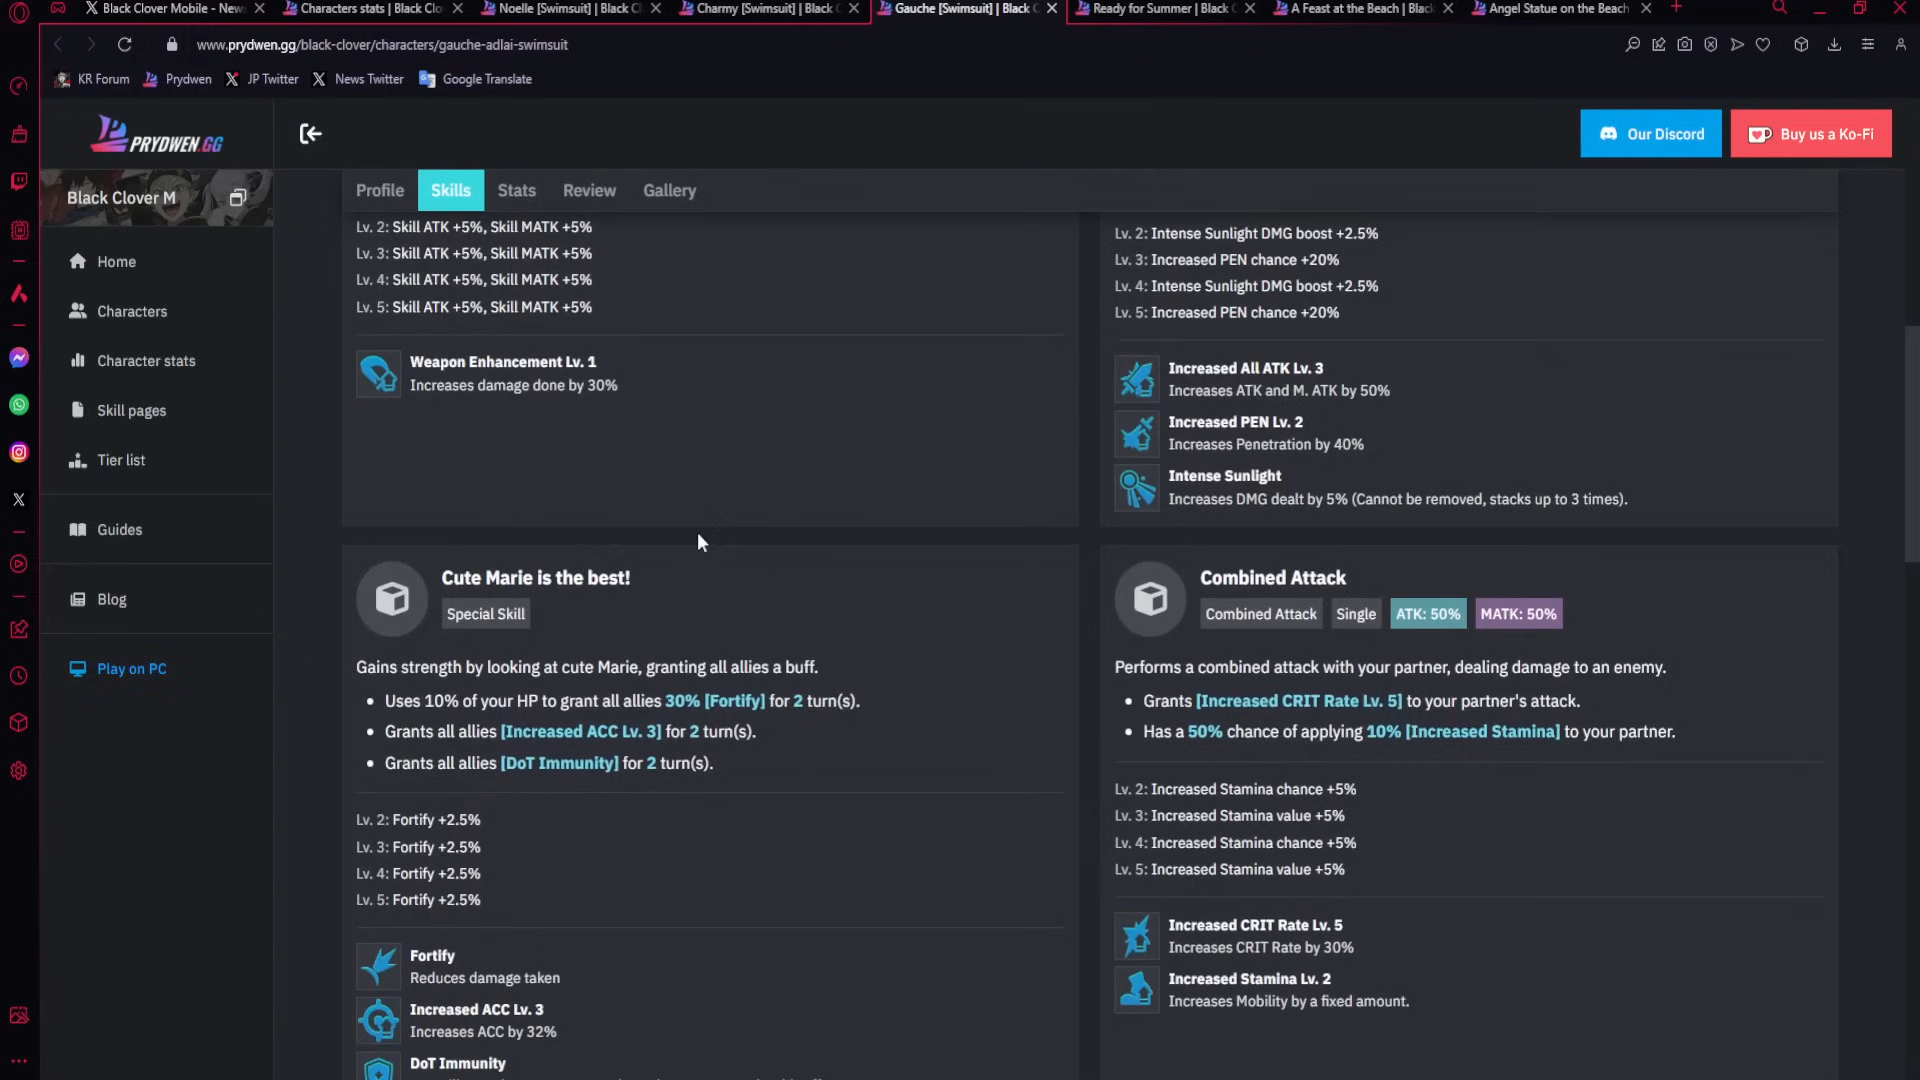 Black Clover Mobile - New
Characters stats | Black Clo
Noelle [Swimsuit] | Black C
Charmy [Swimsuit] | Black
Gauche [Swimsuit] | Black
Ready for Summer | Black
A Feast at the Beach | Black
Angel Statue on the Beach
www.prydwen.gg/black-clover/characters/gauche-adlai-swimsuit
KR Forum
Prydwen
JP Twitter
News Twitter
Google Translate
PRYDWEN.GG
Our Discord
Buy us a Ko-Fi
Black Clover M
Home
Characters
Character stats
Skill pages
Tier list
Guides
Blog
Play on PC
Profile
Skills
Stats
Review
Gallery
Lv. 2: Skill ATK +5%, Skill MATK +5%
Lv. 3: Skill ATK +5%, Skill MATK +5%
Lv. 4: Skill ATK +5%, Skill MATK +5%
Lv. 5: Skill ATK +5%, Skill MATK +5%
Weapon Enhancement Lv. 1
Increases damage done by 30%
Lv. 2: Intense Sunlight DMG boost +2.5%
Lv. 3: Increased PEN chance +20%
Lv. 4: Intense Sunlight DMG boost +2.5%
Lv. 5: Increased PEN chance +20%
Increased All ATK Lv. 3
Increases ATK and M. ATK by 50%
Increased PEN Lv. 2
Increases Penetration by 40%
Intense Sunlight
Increases DMG dealt by 5% (Cannot be removed, stacks up to 3 times).
Cute Marie is the best!
Special Skill
Gains strength by looking at cute Marie, granting all allies a buff.
• Uses 10% of your HP to grant all allies 30% [Fortify] for 2 turn(s).
• Grants all allies [Increased ACC Lv. 3] for 2 turn(s).
• Grants all allies [DoT Immunity] for 2 turn(s).
Lv. 2: Fortify +2.5%
Lv. 3: Fortify +2.5%
Lv. 4: Fortify +2.5%
Lv. 5: Fortify +2.5%
Fortify
Reduces damage taken
Increased ACC Lv. 3
Increases ACC by 32%
DoT Immunity
Combined Attack
Combined Attack
Single
ATK: 50%
MATK: 50%
Performs a combined attack with your partner, dealing damage to an enemy.
• Grants [Increased CRIT Rate Lv. 5] to your partner's attack.
• Has a 50% chance of applying 10% [Increased Stamina] to your partner.
Lv. 2: Increased Stamina chance +5%
Lv. 3: Increased Stamina value +5%
Lv. 4: Increased Stamina chance +5%
Lv. 5: Increased Stamina value +5%
Increased CRIT Rate Lv. 5
Increases CRIT Rate by 30%
Increased Stamina Lv. 2
Increases Mobility by a fixed amount.